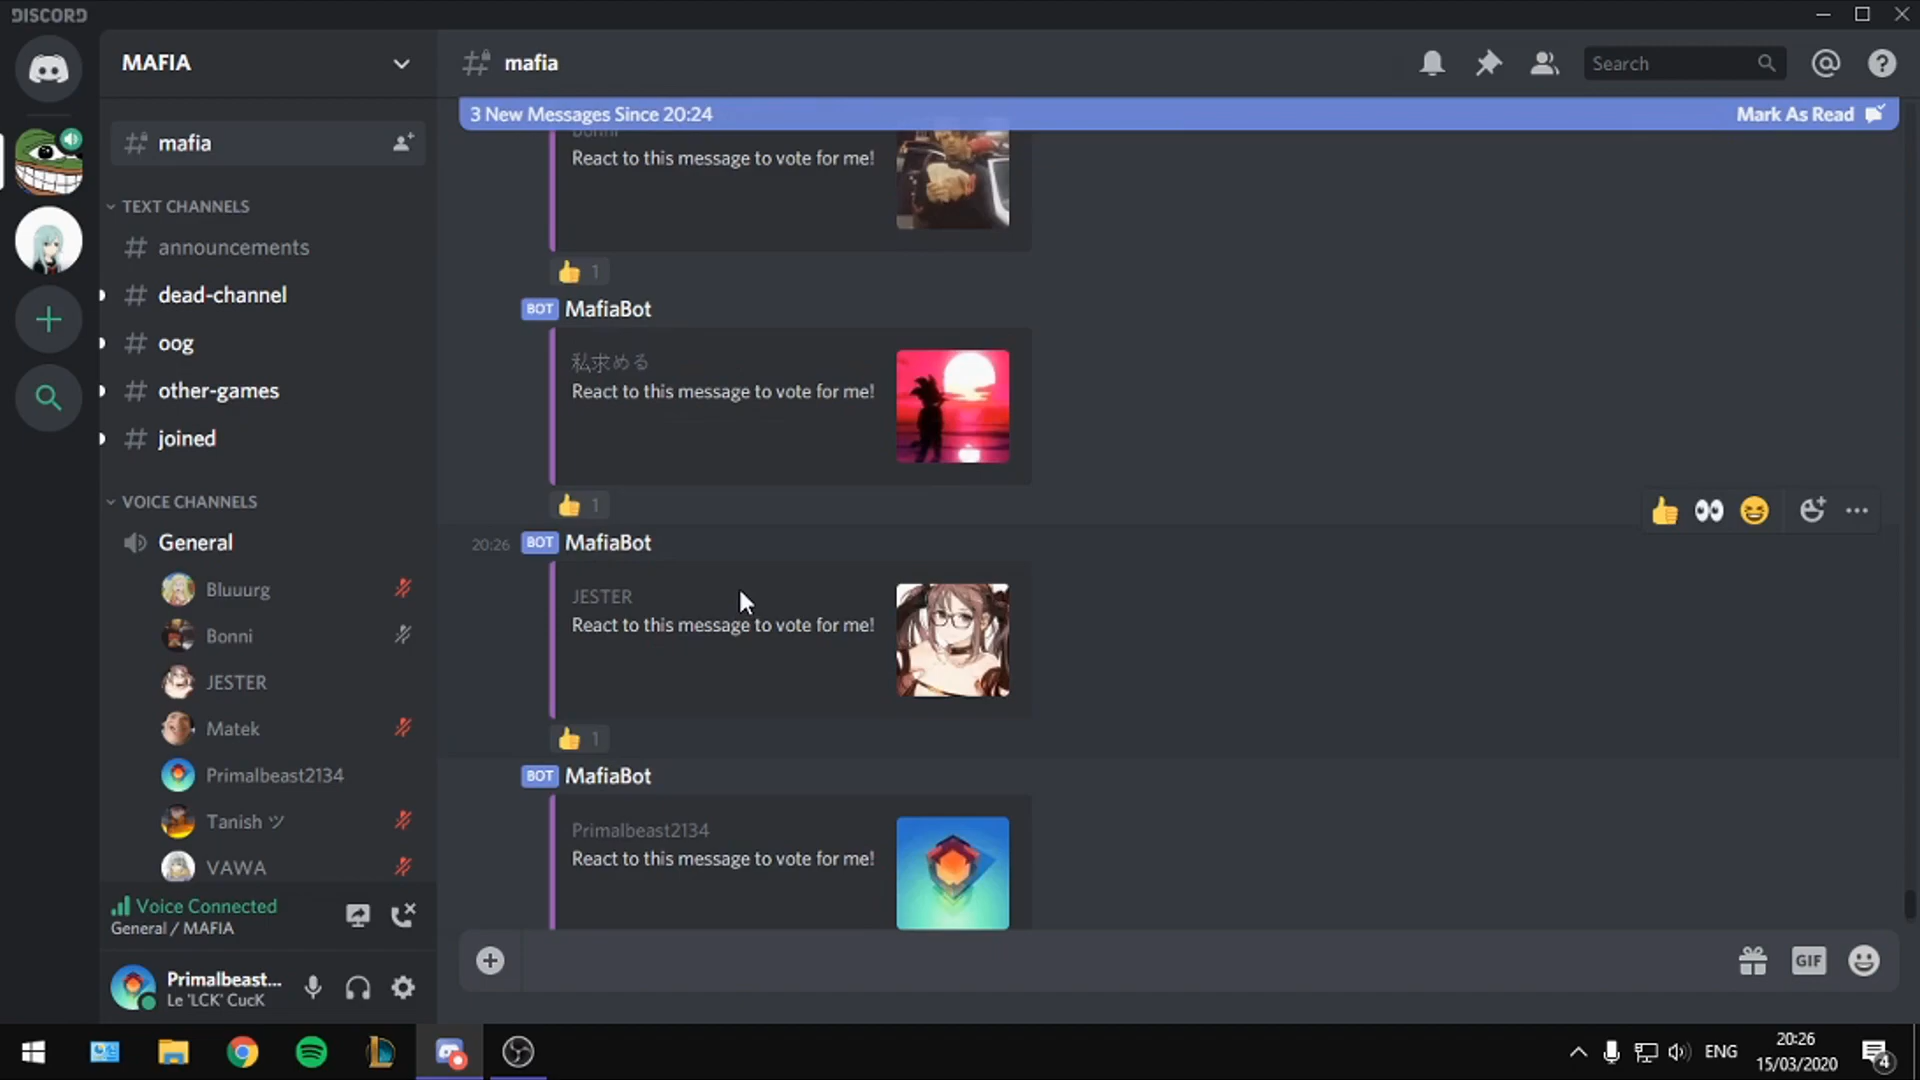 DISCORD
MAFIA
mafia
Search
3 New Messages Since 20:24
Mark As Read
mafia
TEXT CHANNELS
announcements
dead-channel
oog
other-games
joined
VOICE CHANNELS
General
Bluuurg
Bonni
JESTER
Matek
Primalbeast2134
Tanish ツ
VAWA
Voice Connected
General / MAFIA
Primalbeast...
Le 'LCK' CucK
Bonni
React to this message to vote for me!
1
BOT MafiaBot
私求める
React to this message to vote for me!
1
20:26 BOT MafiaBot
JESTER
React to this message to vote for me!
1
BOT MafiaBot
Primalbeast2134
React to this message to vote for me!
GIF
ENG
20:26
15/03/2020
4